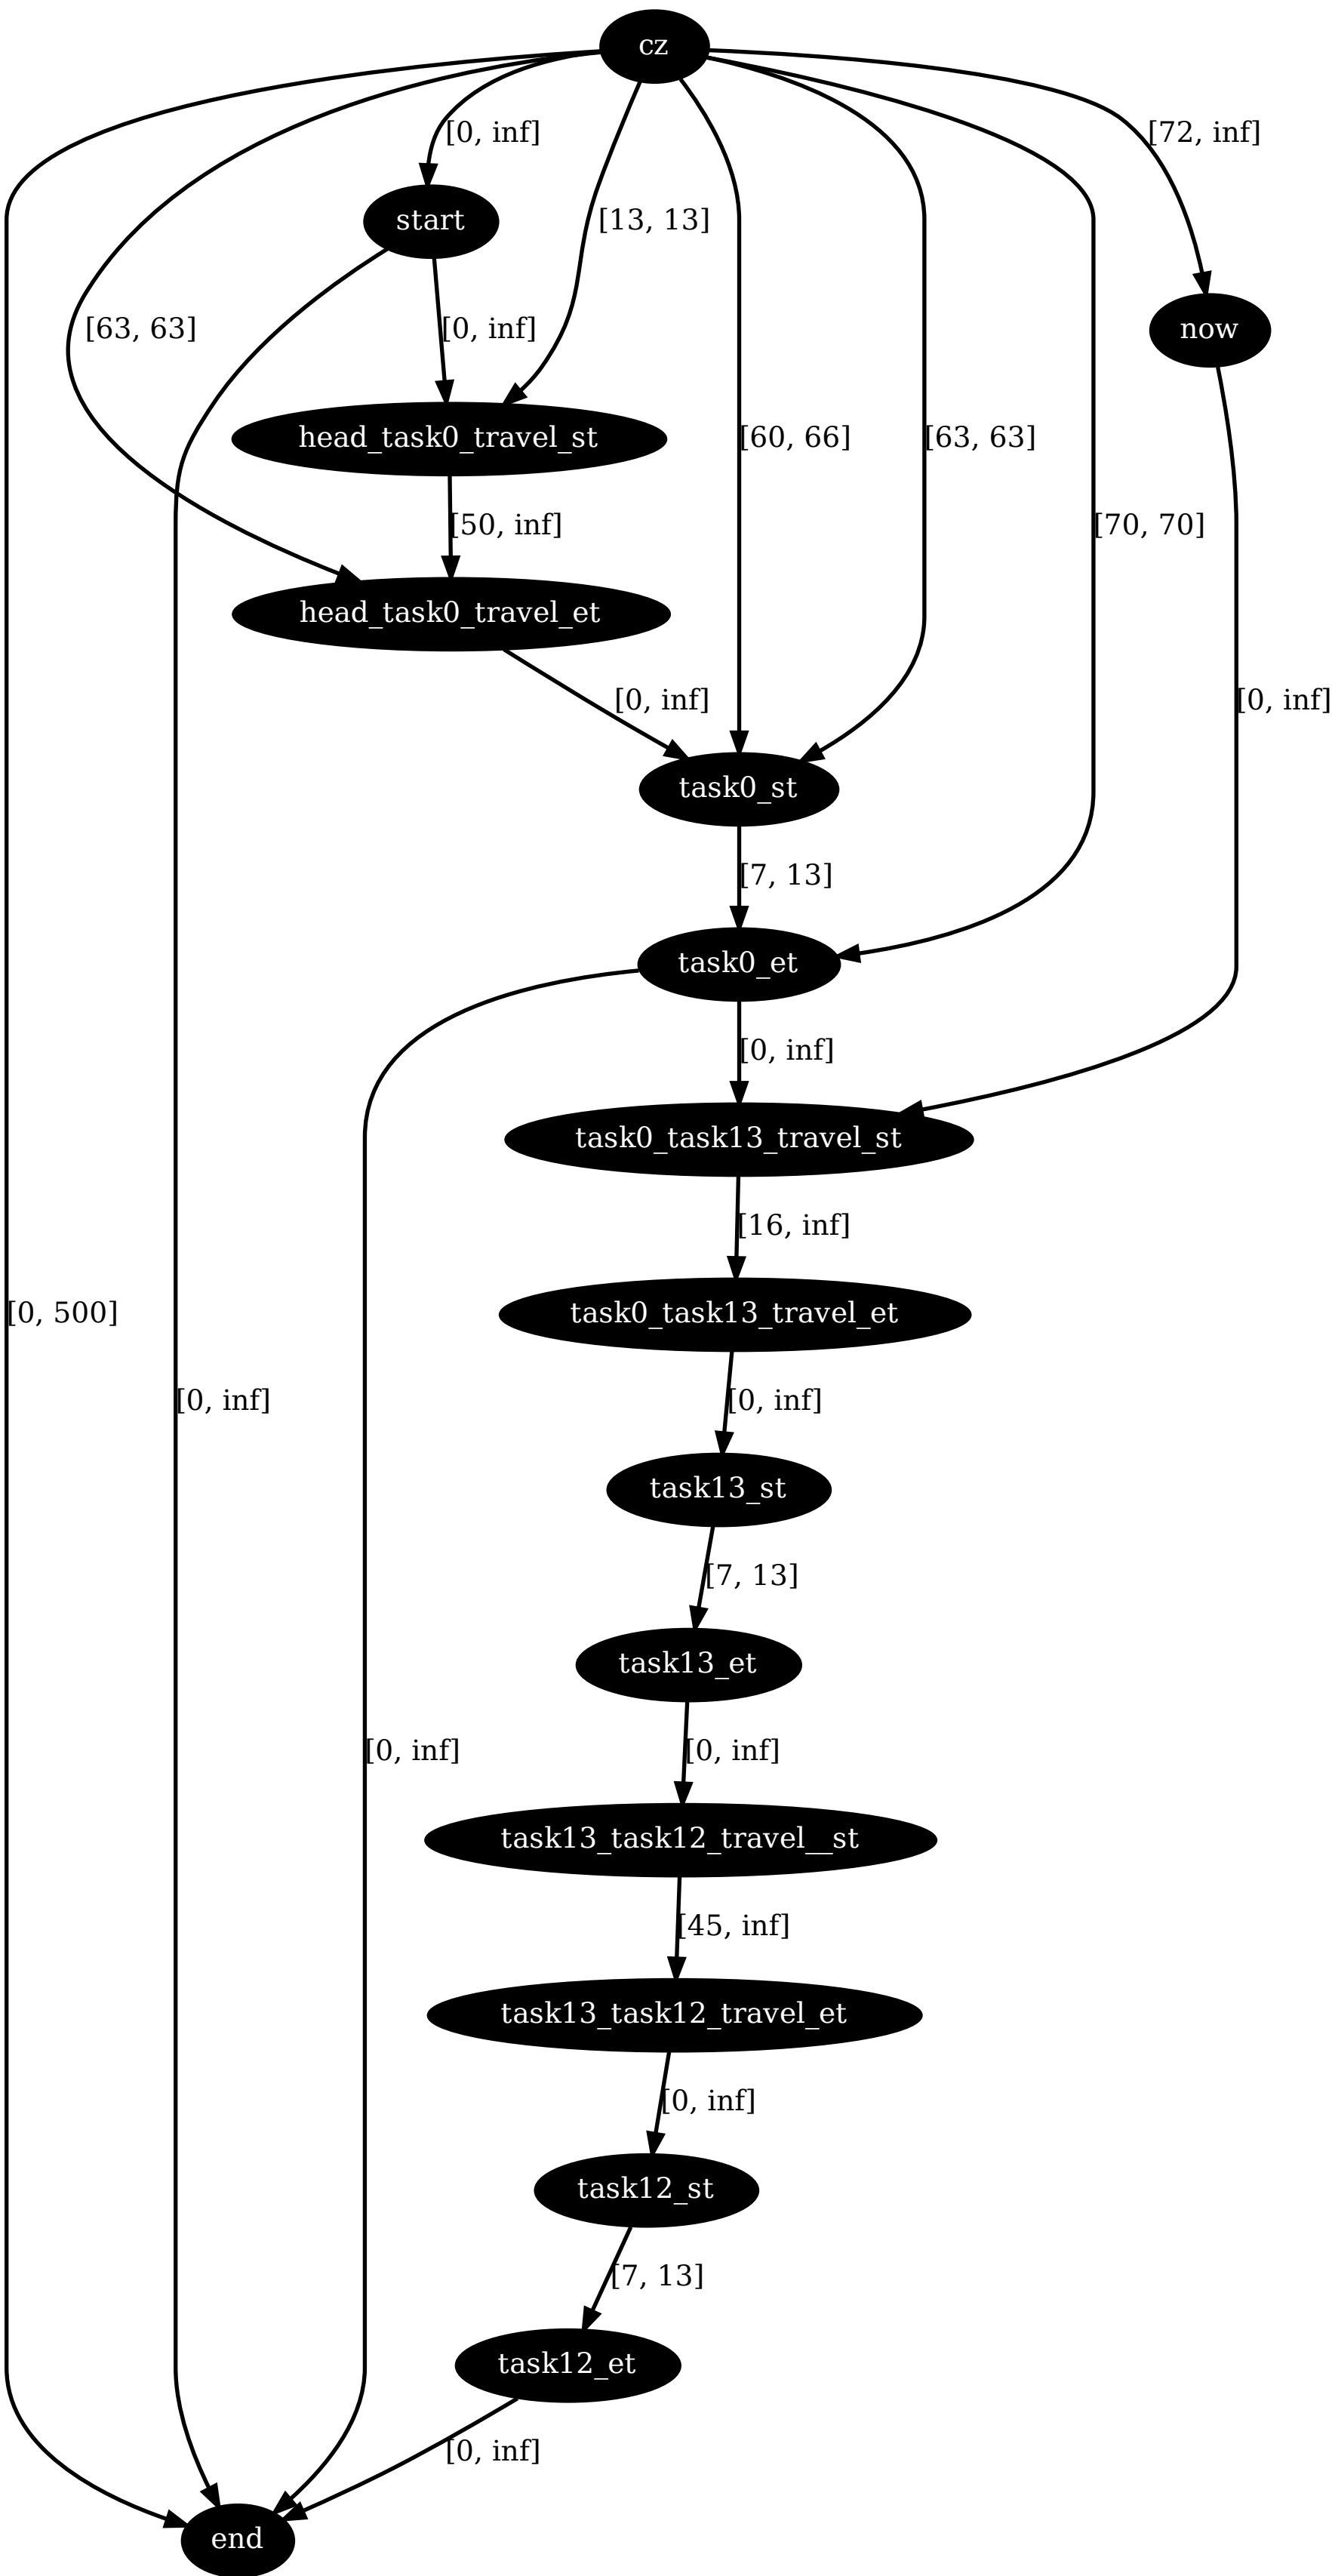 cz
[0, inf]
[72, inf]
start
[13, 13]
[63, 63]
[0, inf]
now
head_task0_travel_st
[60, 66]
[63, 63]
[50, inf]
[70, 70]
head_task0_travel_et
[0, inf]
[0, inf]
task0_st
[7, 13]
task0_et
[0, inf]
task0_task13_travel_st
[16, inf]
[0, 500]
task0_task13_travel_et
[0, inf]
[0, inf]
task13_st
[7, 13]
task13_et
[0, inf]
[0, inf]
task13_task12_travel__st
[45, inf]
task13_task12_travel_et
[0, inf]
task12_st
[7, 13]
task12_et
[0, inf]
end